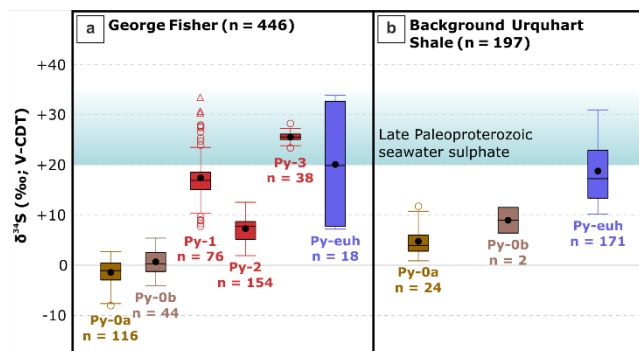 a George Fisher (n = 446)
b Background Urquhart
Shale (n = 197)
δ³⁴S (‰; V-CDT)
+40
+30
+20
+10
0
-10
Py-0a
n = 116
Py-0b
n = 44
Py-1
n = 76
Py-2
n = 154
Py-3
n = 38
Py-euh
n = 18
Late Paleoproterozoic
seawater sulphate
Py-0a
n = 24
Py-0b
n = 2
Py-euh
n = 171